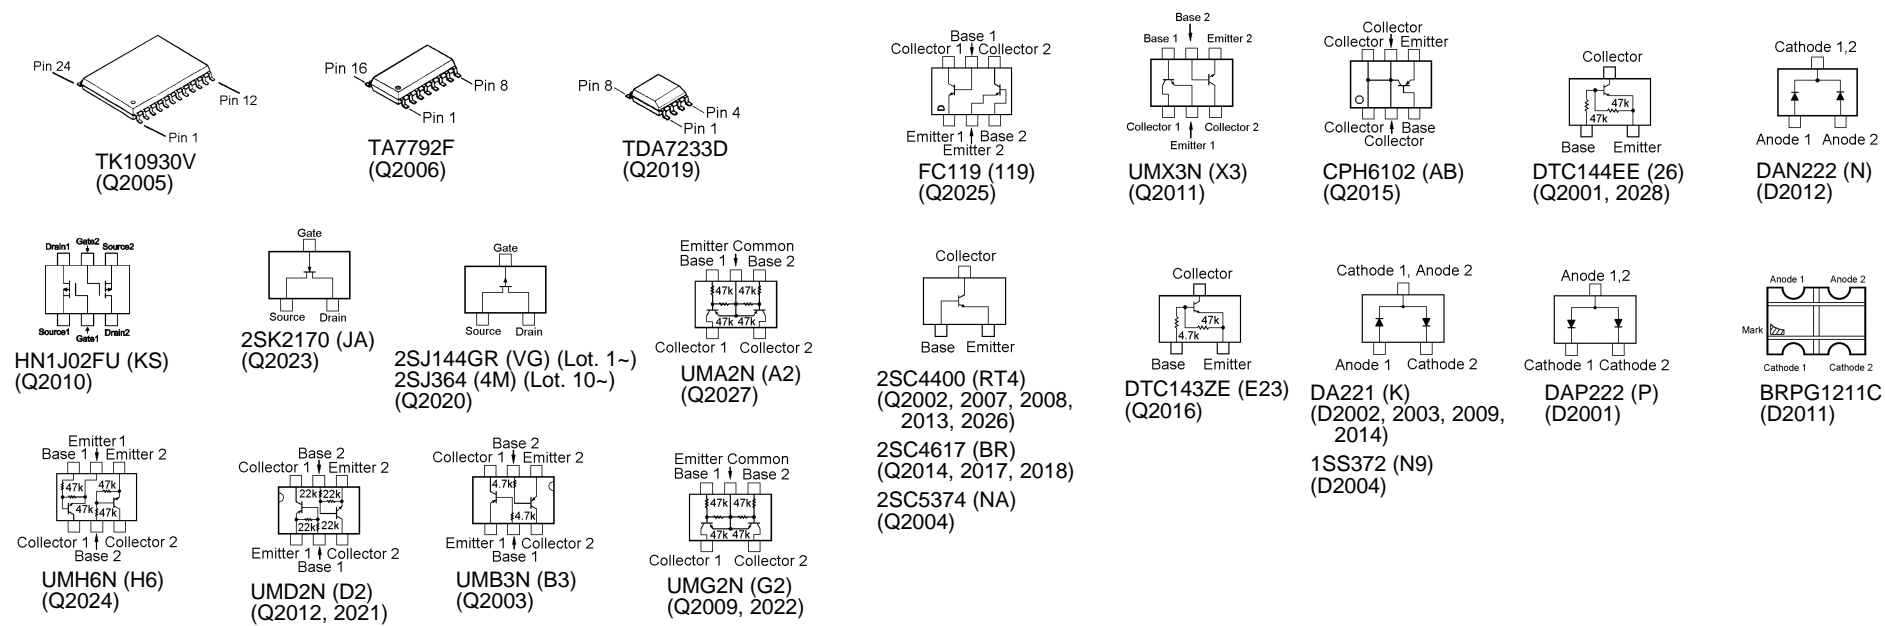 Pin 24
Pin 12
Pin 1
TK10930V
(Q2005)
Pin 16
Pin 8
Pin 1
TA7792F
(Q2006)
Pin 8
Pin 4
Pin 1
TDA7233D
(Q2019)
Base 1
Collector 1 Collector 2
Emitter 1 Base 2
Emitter 2
FC119 (119)
(Q2025)
Base 2
Base 1 Emitter 2
Collector 1 Collector 2
Emitter 1
UMX3N (X3)
(Q2011)
Collector
Collector Emitter
Collector Base
Collector
CPH6102 (AB)
(Q2015)
Collector
47k
47k
Base Emitter
DTC144EE (26)
(Q2001, 2028)
Cathode 1,2
Anode 1 Anode 2
DAN222 (N)
(D2012)
Drain1 Gate2 Source2
Source1 Gate1 Drain2
HN1J02FU (KS)
(Q2010)
Gate
Source Drain
2SK2170 (JA)
(Q2023)
Gate
Source Drain
2SJ144GR (VG) (Lot. 1~)
2SJ364 (4M) (Lot. 10~)
(Q2020)
Emitter Common
Base 1 Base 2
47k 47k
47k 47k
Collector 1 Collector 2
UMA2N (A2)
(Q2027)
Collector
Base Emitter
2SC4400 (RT4)
(Q2002, 2007, 2008,
2013, 2026)
2SC4617 (BR)
(Q2014, 2017, 2018)
2SC5374 (NA)
(Q2004)
Collector
47k
4.7k
Base Emitter
DTC143ZE (E23)
(Q2016)
Cathode 1, Anode 2
Anode 1 Cathode 2
DA221 (K)
(D2002, 2003, 2009,
2014)
1SS372 (N9)
(D2004)
Anode 1,2
Cathode 1 Cathode 2
DAP222 (P)
(D2001)
Anode 1 Anode 2
Mark
Cathode 1 Cathode 2
BRPG1211C
(D2011)
Emitter 1
Base 1 Emitter 2
47k 47k
47k 47k
Collector 1 Collector 2
Base 2
UMH6N (H6)
(Q2024)
Base 2
Collector 1 Emitter 2
22k 22k
22k 22k
Emitter 1 Collector 2
Base 1
UMD2N (D2)
(Q2012, 2021)
Base 2
Collector 1 Emitter 2
4.7k
4.7k
Emitter 1 Collector 2
Base 1
UMB3N (B3)
(Q2003)
Emitter Common
Base 1 Base 2
47k 47k
47k 47k
Collector 1 Collector 2
UMG2N (G2)
(Q2009, 2022)